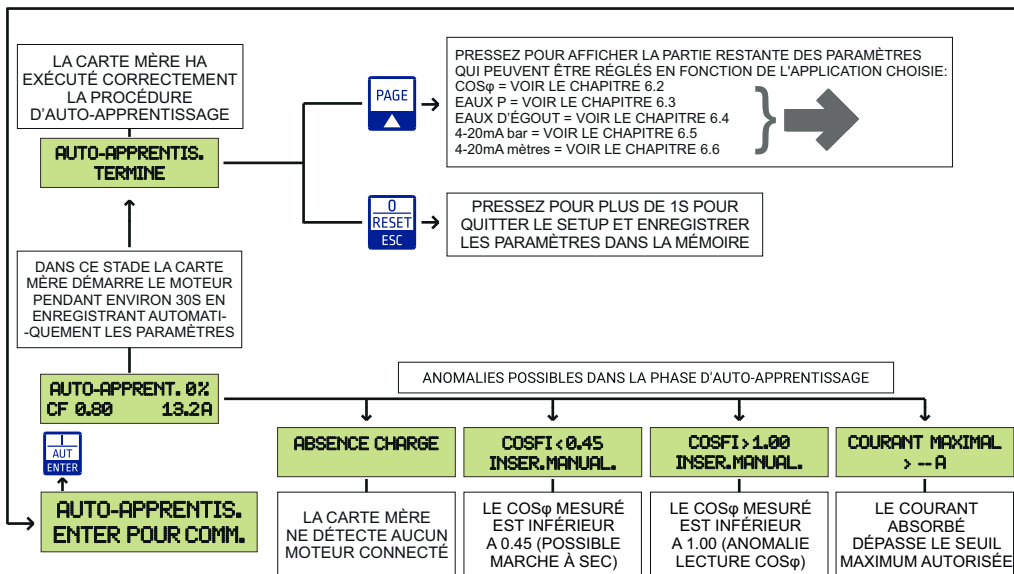 LA CARTE MÈRE HA
EXÉCUTÉ CORRECTEMENT
LA PROCÉDURE
D'AUTO-APPRENTISSAGE
AUTO-APPRENTIS.
TERMINE
PAGE
PRESSEZ POUR AFFICHER LA PARTIE RESTANTE DES PARAMÈTRES
QUI PEUVENT ÊTRE RÉGLÉS EN FONCTION DE L'APPLICATION CHOISIE:
COSφ = VOIR LE CHAPITRE 6.2
EAUX P = VOIR LE CHAPITRE 6.3
EAUX D'ÉGOUT = VOIR LE CHAPITRE 6.4
4-20mA bar = VOIR LE CHAPITRE 6.5
4-20mA mètres = VOIR LE CHAPITRE 6.6
0
RESET
ESC
PRESSEZ POUR PLUS DE 1S POUR
QUITTER LE SETUP ET ENREGISTRER
LES PARAMÈTRES DANS LA MÉMOIRE
DANS CE STADE LA CARTE
MÈRE DÉMARRE LE MOTEUR
PENDANT ENVIRON 30S EN
ENREGISTRANT AUTOMATI-
-QUEMENT LES PARAMÈTRES
AUTO-APPRENT. 0%
CF 0.80 13.2A
I
AUT
ENTER
AUTO-APPRENTIS.
ENTER POUR COMM.
ANOMALIES POSSIBLES DANS LA PHASE D'AUTO-APPRENTISSAGE
ABSENCE CHARGE
LA CARTE MÈRE
NE DÉTECTE AUCUN
MOTEUR CONNECTÉ
COSFI < 0.45
INSER.MANUAL.
LE COSφ MESURÉ
EST INFÉRIEUR
A 0.45 (POSSIBLE
MARCHE À SEC)
COSFI > 1.00
INSER.MANUAL.
LE COSφ MESURÉ
EST INFÉRIEUR
A 1.00 (ANOMALIE
LECTURE COSφ)
COURANT MAXIMAL
> -- A
LE COURANT
ABSORBÉ
DÉPASSE LE SEUIL
MAXIMUM AUTORISÉE